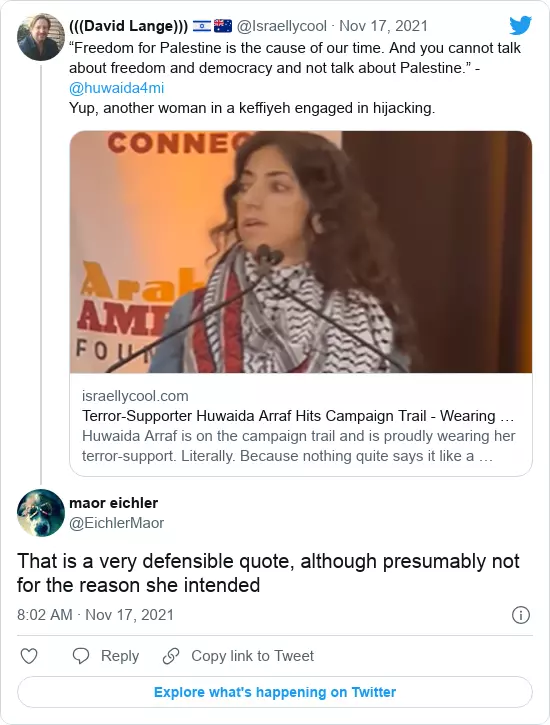 (((David Lange))) 🇮🇱 🇦🇺 @Israellycool · Nov 17, 2021
“Freedom for Palestine is the cause of our time. And you cannot talk
about freedom and democracy and not talk about Palestine.” -
@huwaida4mi
Yup, another woman in a keffiyeh engaged in hijacking.
CONNEC
Arab
AMI
FOUN
israellycool.com
Terror-Supporter Huwaida Arraf Hits Campaign Trail - Wearing ...
Huwaida Arraf is on the campaign trail and is proudly wearing her
terror-support. Literally. Because nothing quite says it like a ...
maor eichler
@EichlerMaor
That is a very defensible quote, although presumably not
for the reason she intended
8:02 AM · Nov 17, 2021
Reply
Copy link to Tweet
Explore what's happening on Twitter